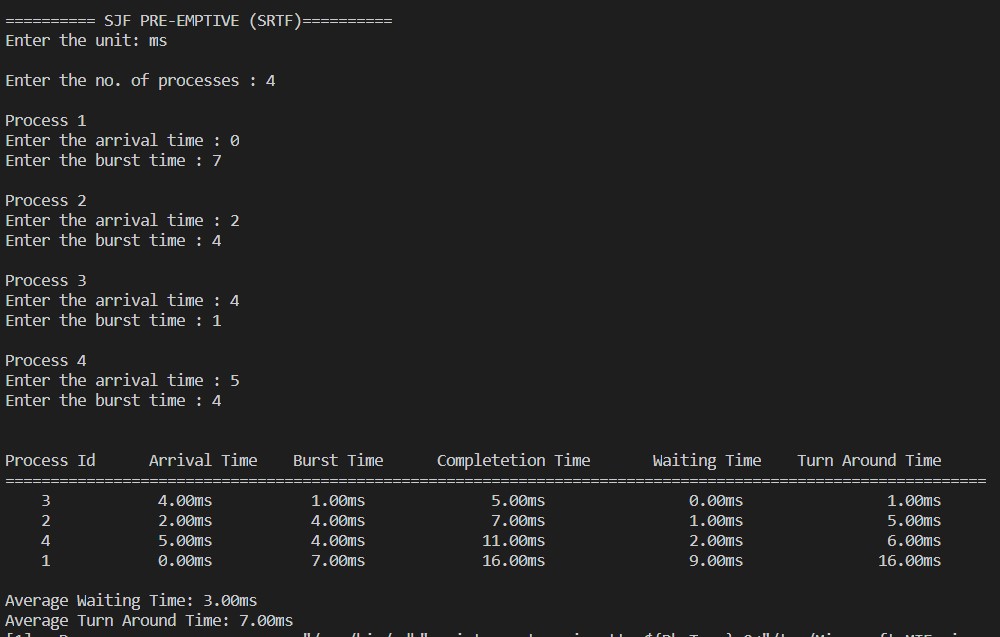 ========== SJF PRE-EMPTIVE (SRTF)==========
Enter the unit: ms
Enter the no. of processes : 4
Process 1
Enter the arrival time : 0
Enter the burst time : 7
Process 2
Enter the arrival time : 2
Enter the burst time : 4
Process 3
Enter the arrival time : 4
Enter the burst time : 1
Process 4
Enter the arrival time : 5
Enter the burst time : 4
Process Id Arrival Time Burst Time Completetion Time Waiting Time Turn Around Time
=============================================================================================================
3 4.00ms 1.00ms 5.00ms 0.00ms 1.00ms
2 2.00ms 4.00ms 7.00ms 1.00ms 5.00ms
4 5.00ms 4.00ms 11.00ms 2.00ms 6.00ms
1 0.00ms 7.00ms 16.00ms 9.00ms 16.00ms
Average Waiting Time: 3.00ms
Average Turn Around Time: 7.00ms